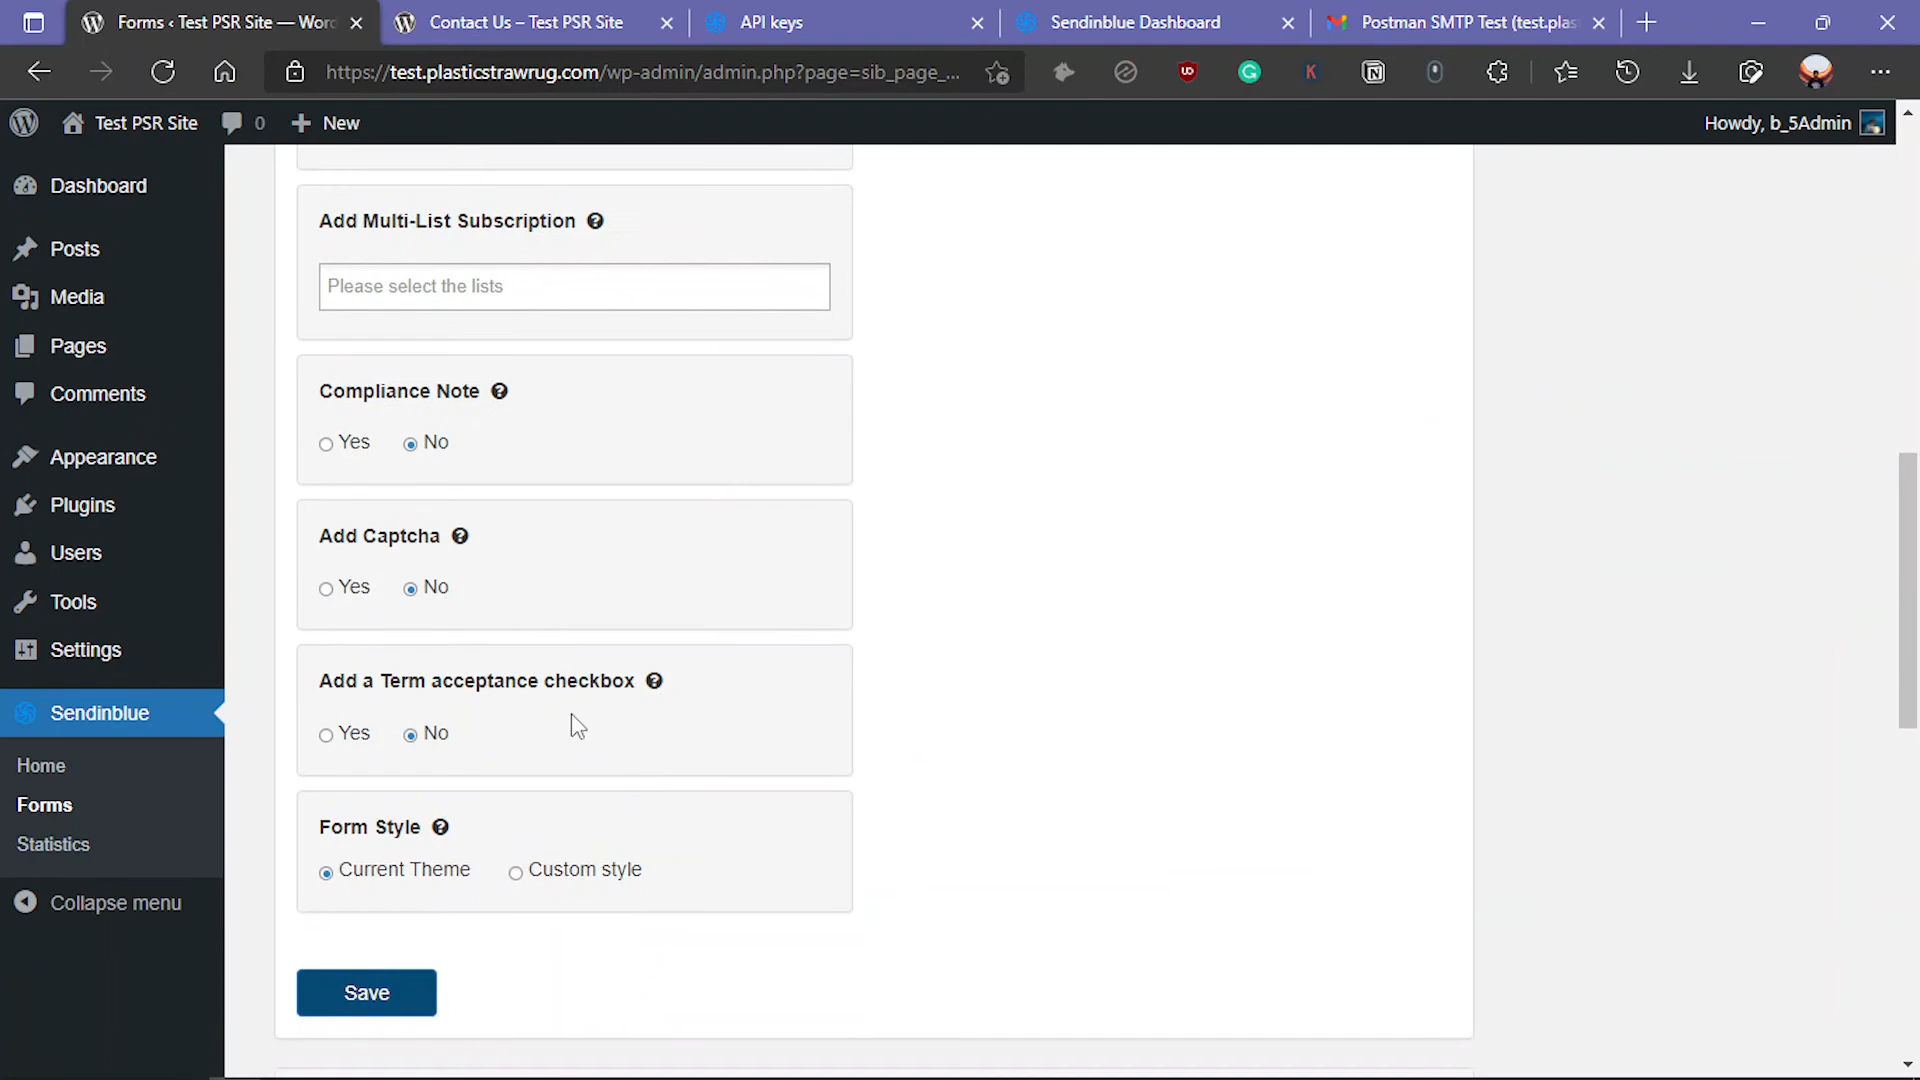 Forms ‹ Test PSR Site — Wor
Contact Us – Test PSR Site
API keys
Sendinblue Dashboard
Postman SMTP Test (test.plas
https://test.plasticstrawrug.com/wp-admin/admin.php?page=sib_page_...
Test PSR Site
0
New
Howdy, b_5Admin
Dashboard
Posts
Media
Pages
Comments
Appearance
Plugins
Users
Tools
Settings
Sendinblue
Home
Forms
Statistics
Collapse menu
Add Multi-List Subscription
Please select the lists
Compliance Note
Yes No
Add Captcha
Yes No
Add a Term acceptance checkbox
Yes No
Form Style
Current Theme Custom style
Save